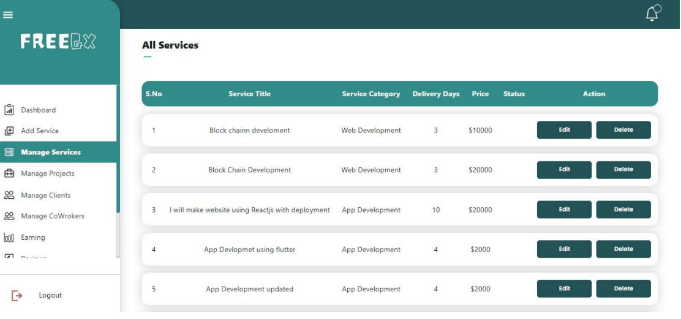 FREEGX
All Services
S.No Service Title Service Category Delivery Days Price Status Action
Dashboard
Add Service
Manage Services
Manage Projects
Manage Clients
Manage CoWrokers
Earning
Logout
1 Block chainn develoment Web Development 3 $10000 Edit Delete
2 Block Chain Development Web Development 3 $20000 Edit Delete
3 I will make website using Reactjs with deployment App Development 10 $20000 Edit Delete
4 App Devlopmet using flutter App Development 4 $2000 Edit Delete
5 App Development updated App Development 4 $2000 Edit Delete